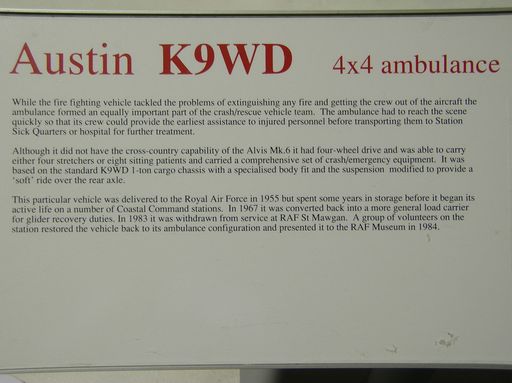 Austin K9WD 4x4 ambulance
While the fire fighting vehicle tackled the problems of extinguishing any fire and getting the crew out of the aircraft the
ambulance formed an equally important part of the crash/rescue vehicle team. The ambulance had to reach the scene
quickly so that its crew could provide the earliest assistance to injured personnel before transporting them to Station
Sick Quarters or hospital for further treatment.
Although it did not have the cross-country capability of the Alvis Mk.6 it had four-wheel drive and was able to carry
either four stretchers or eight sitting patients and carried a comprehensive set of crash/emergency equipment. It was
based on the standard K9WD 1-ton cargo chassis with a specialised body fit and the suspension modified to provide a
'soft' ride over the rear axle.
This particular vehicle was delivered to the Royal Air Force in 1955 but spent some years in storage before it began its
active life on a number of Coastal Command stations. In 1967 it was converted back into a more general load carrier
for glider recovery duties. In 1983 it was withdrawn from service at RAF St Mawgan. A group of volunteers on the
station restored the vehicle back to its ambulance configuration and presented it to the RAF Museum in 1984.